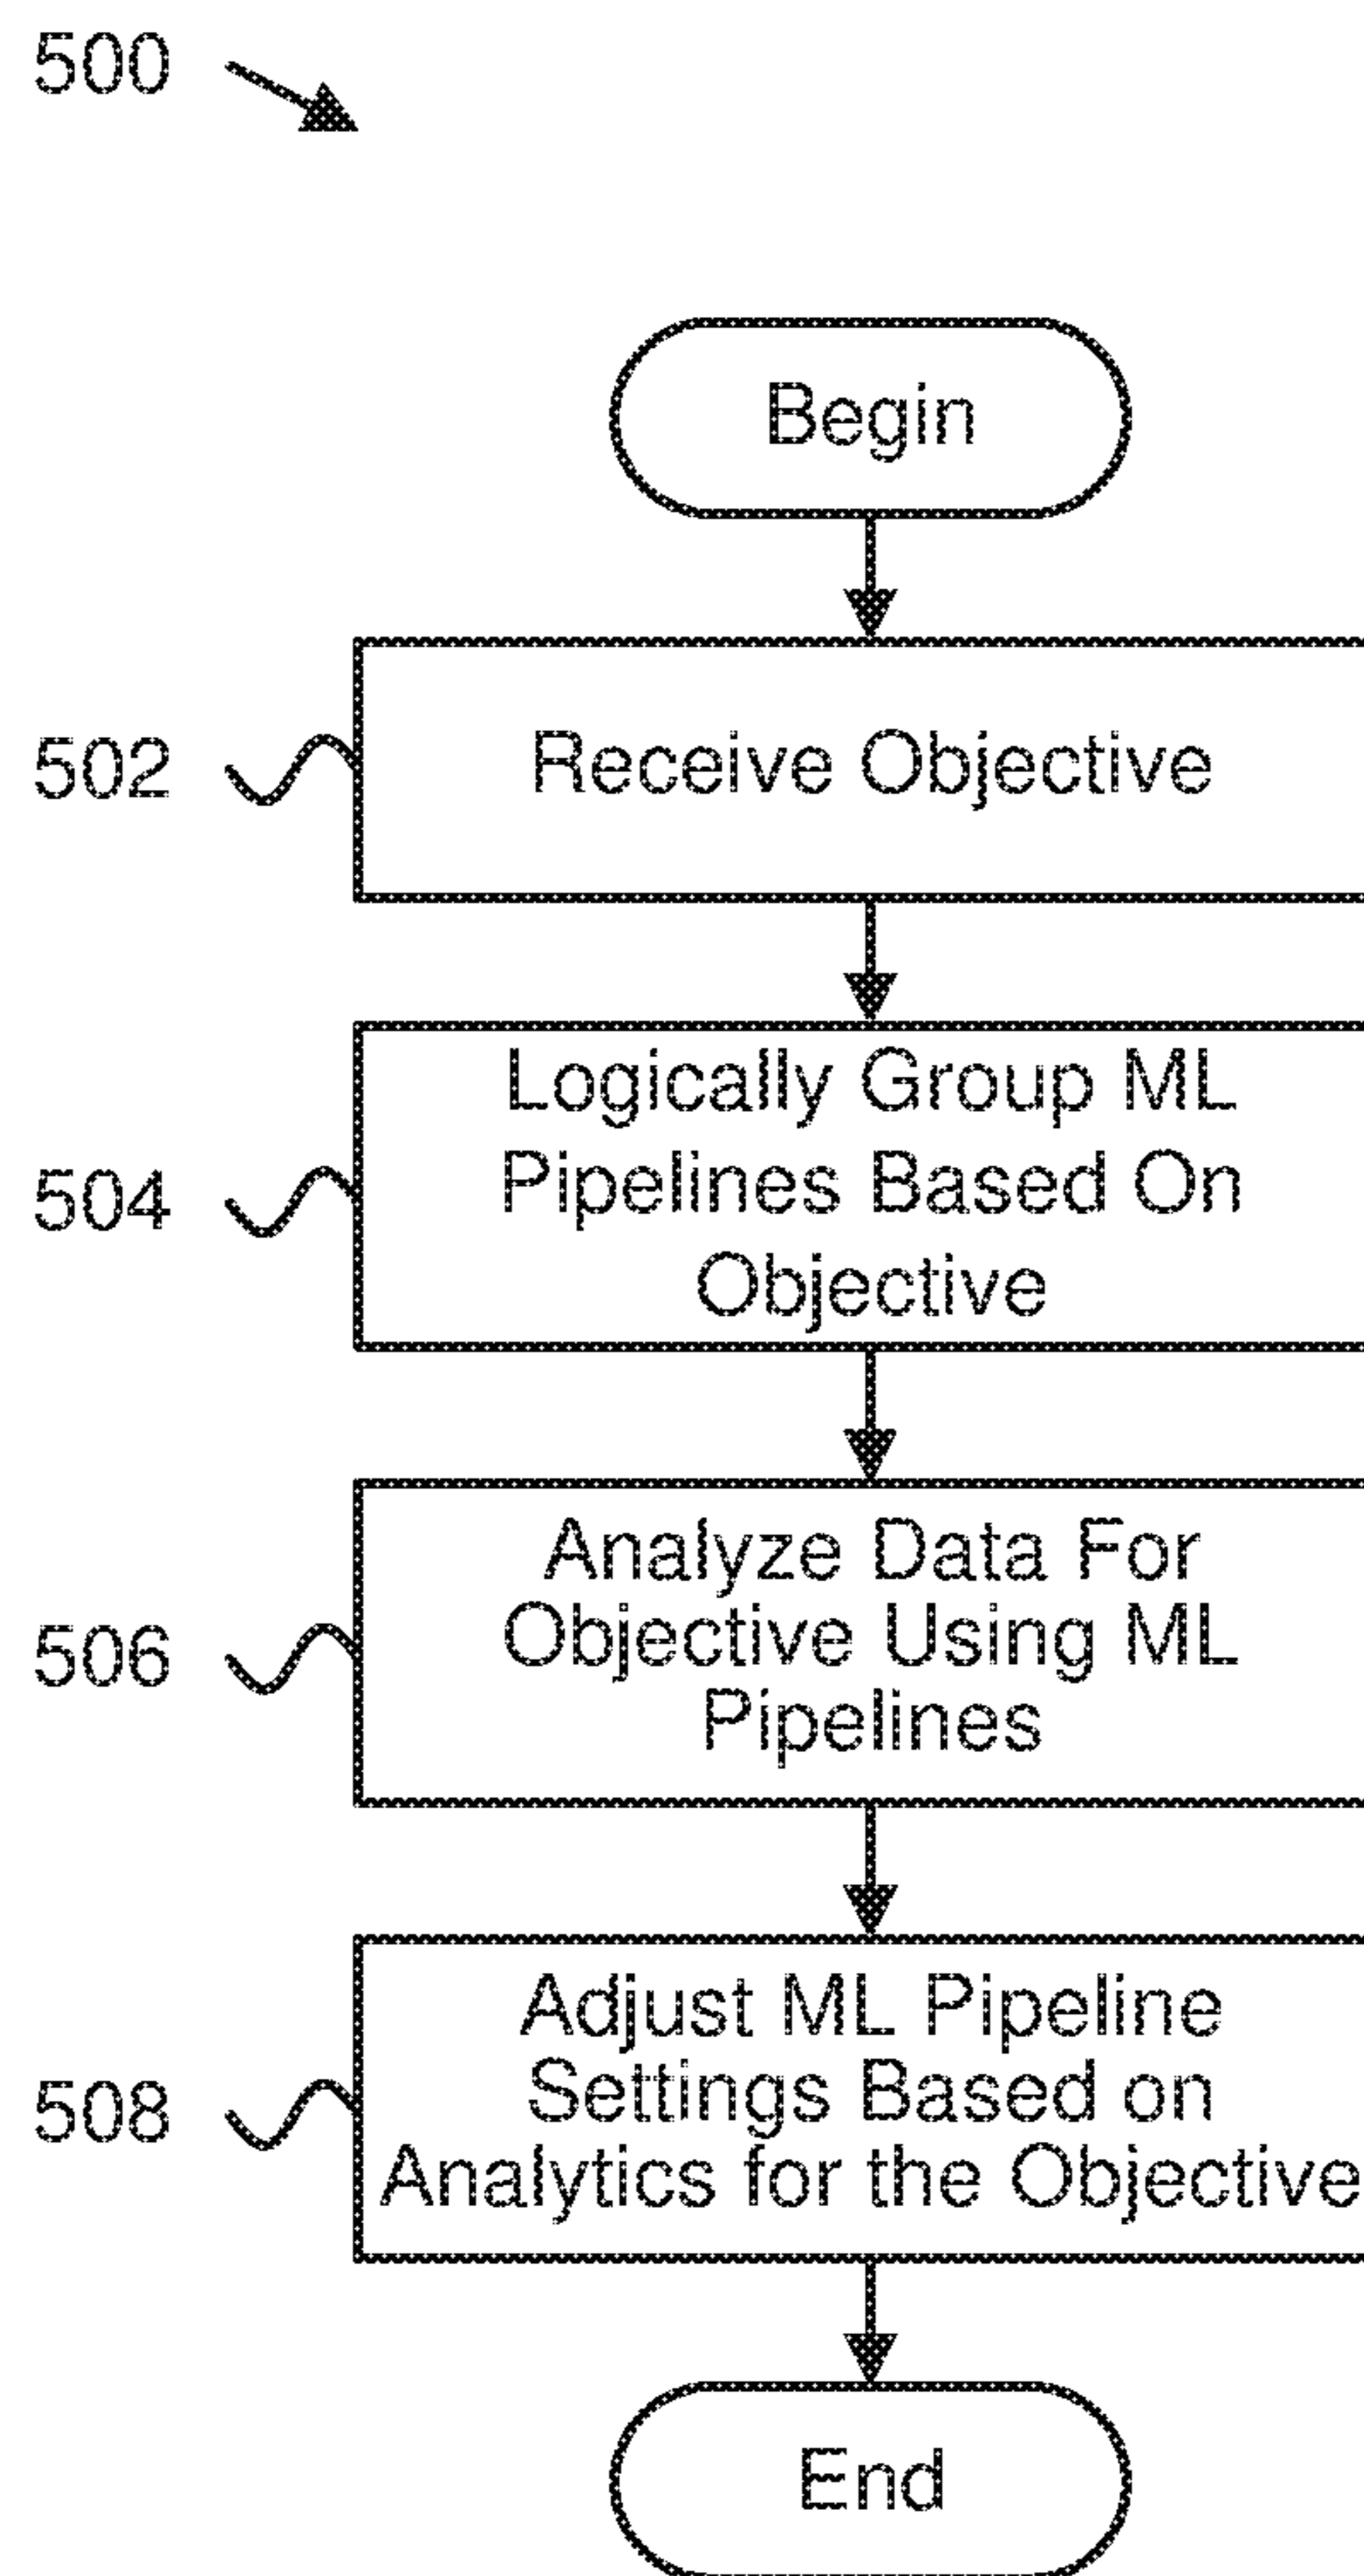 500
Begin
502
Receive Objective
504
Logically Group ML
Pipelines Based On
Objective
506
Analyze Data For
Objective Using ML
Pipelines
508
Adjust ML Pipeline
Settings Based on
Analytics for the Objective
End